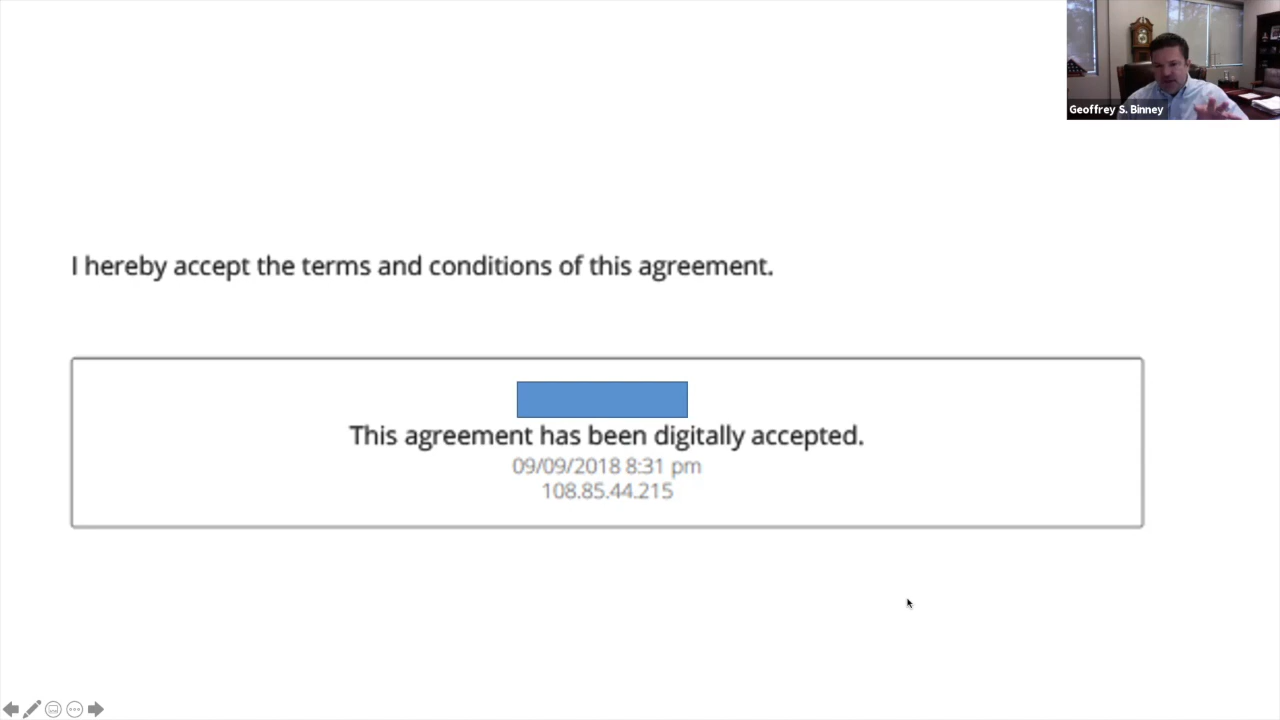 Geoffrey S. Binney
I hereby accept the terms and conditions of this agreement.
This agreement has been digitally accepted.
09/09/2018 8:31 pm
108.85.44.215